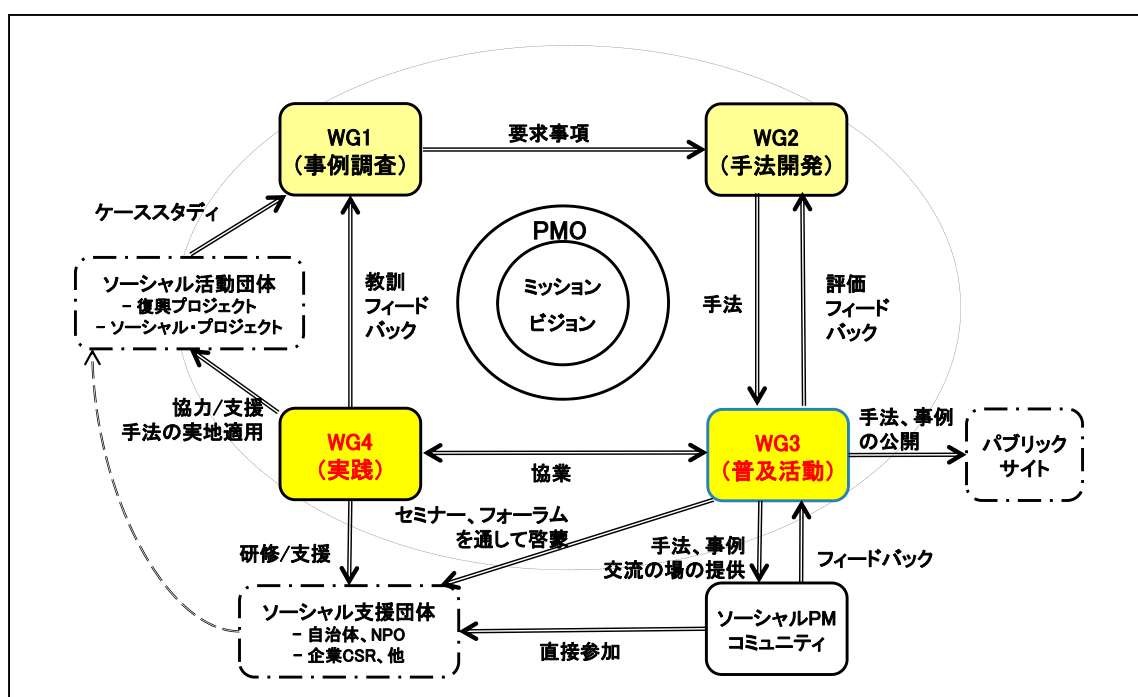 WG1
（事例調査）
要求事項
WG2
（手法開発）
ケーススタディ
PMO
ミッション
ビジョン
ソーシャル活動団体
– 復興プロジェクト
– ソーシャル・プロジェクト
教訓
フィード
バック
手法
評価
フィード
バック
協力/支援
手法の実地適用
WG4
（実践）
協業
WG3
（普及活動）
手法、事例
の公開
パブリック
サイト
セミナー、フォーラム
を通して啓蒙
研修/支援
手法、事例
交流の場の提供
フィードバック
ソーシャル支援団体
– 自治体、NPO
– 企業CSR、他
直接参加
ソーシャルPM
コミュニティ